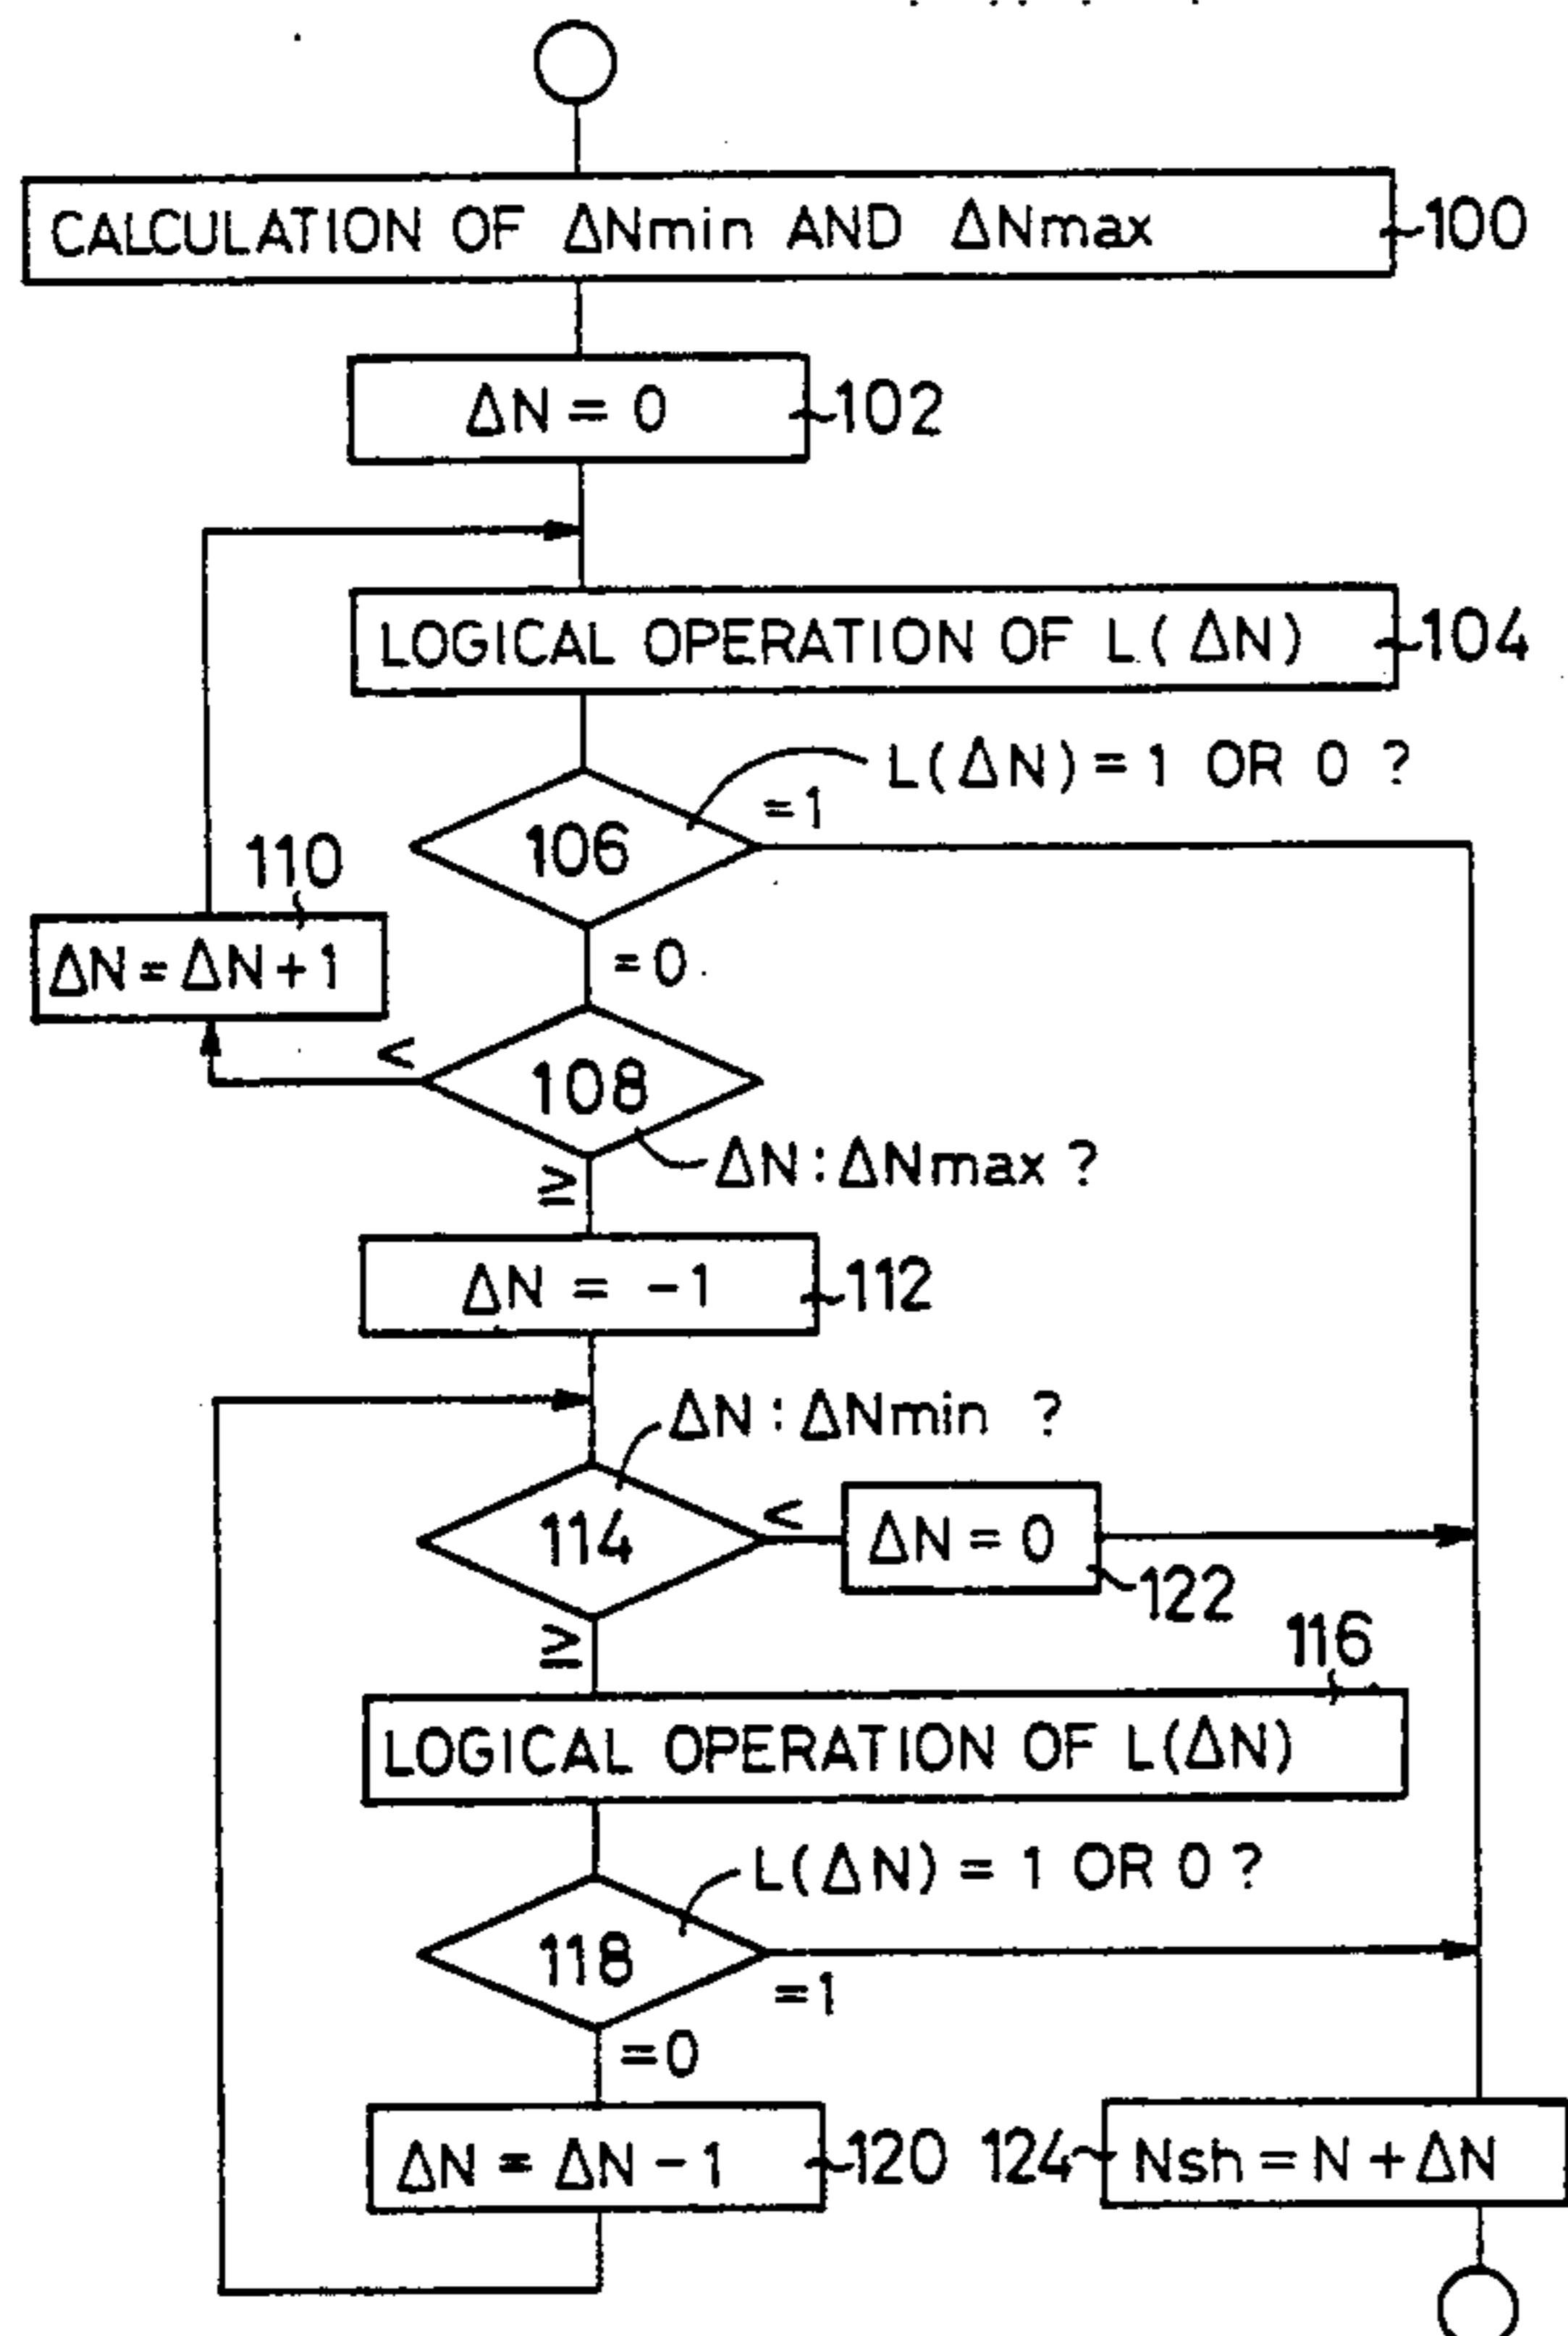 CALCULATION OF ΔNmin AND ΔNmax
100
ΔN = 0
102
LOGICAL OPERATION OF L(ΔN)
104
L(ΔN) = 1 OR 0 ?
=1
106
110
=0
ΔN = ΔN+1
<
108
ΔN : ΔNmax ?
≥
ΔN = -1
112
ΔN : ΔNmin ?
114
<
ΔN = 0
122
≥
116
LOGICAL OPERATION OF L(ΔN)
L(ΔN) = 1 OR 0 ?
118
=1
=0
ΔN = ΔN-1
120
124
Nsh = N + ΔN